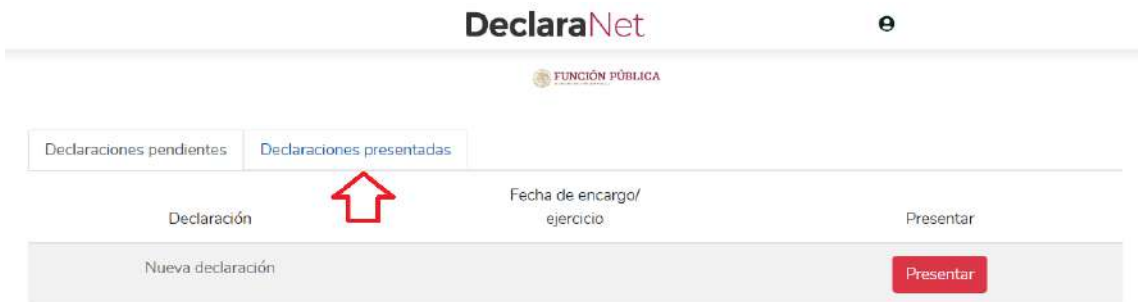 DeclaraNet
FUNCIÓN PÚBLICA
Declaraciones pendientes Declaraciones presentadas
Declaración Fecha de encargo/ ejercicio Presentar
Nueva declaración Presentar